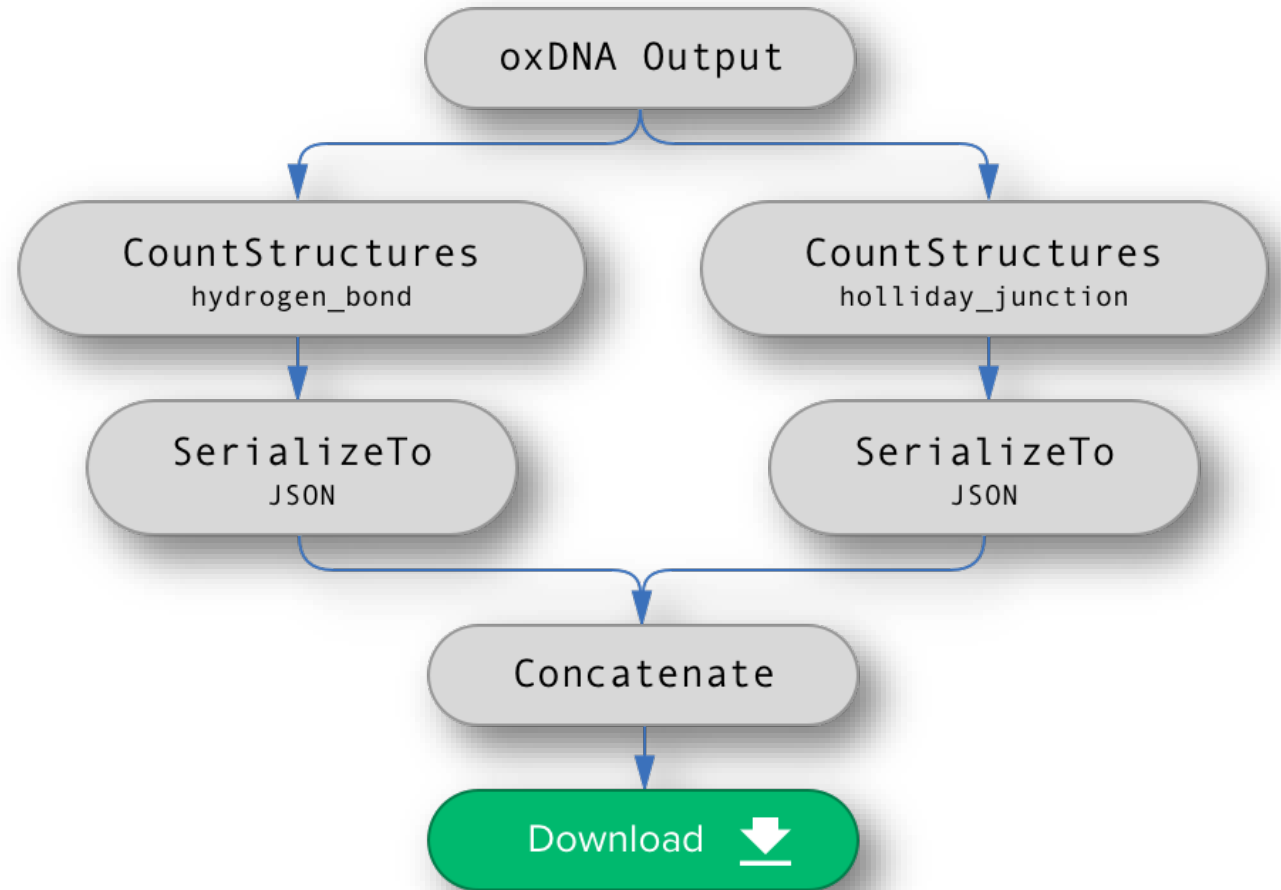 oxDNA Output
CountStructures
hydrogen_bond
CountStructures
holliday_junction
SerializeTo
JSON
SerializeTo
JSON
Concatenate
Download